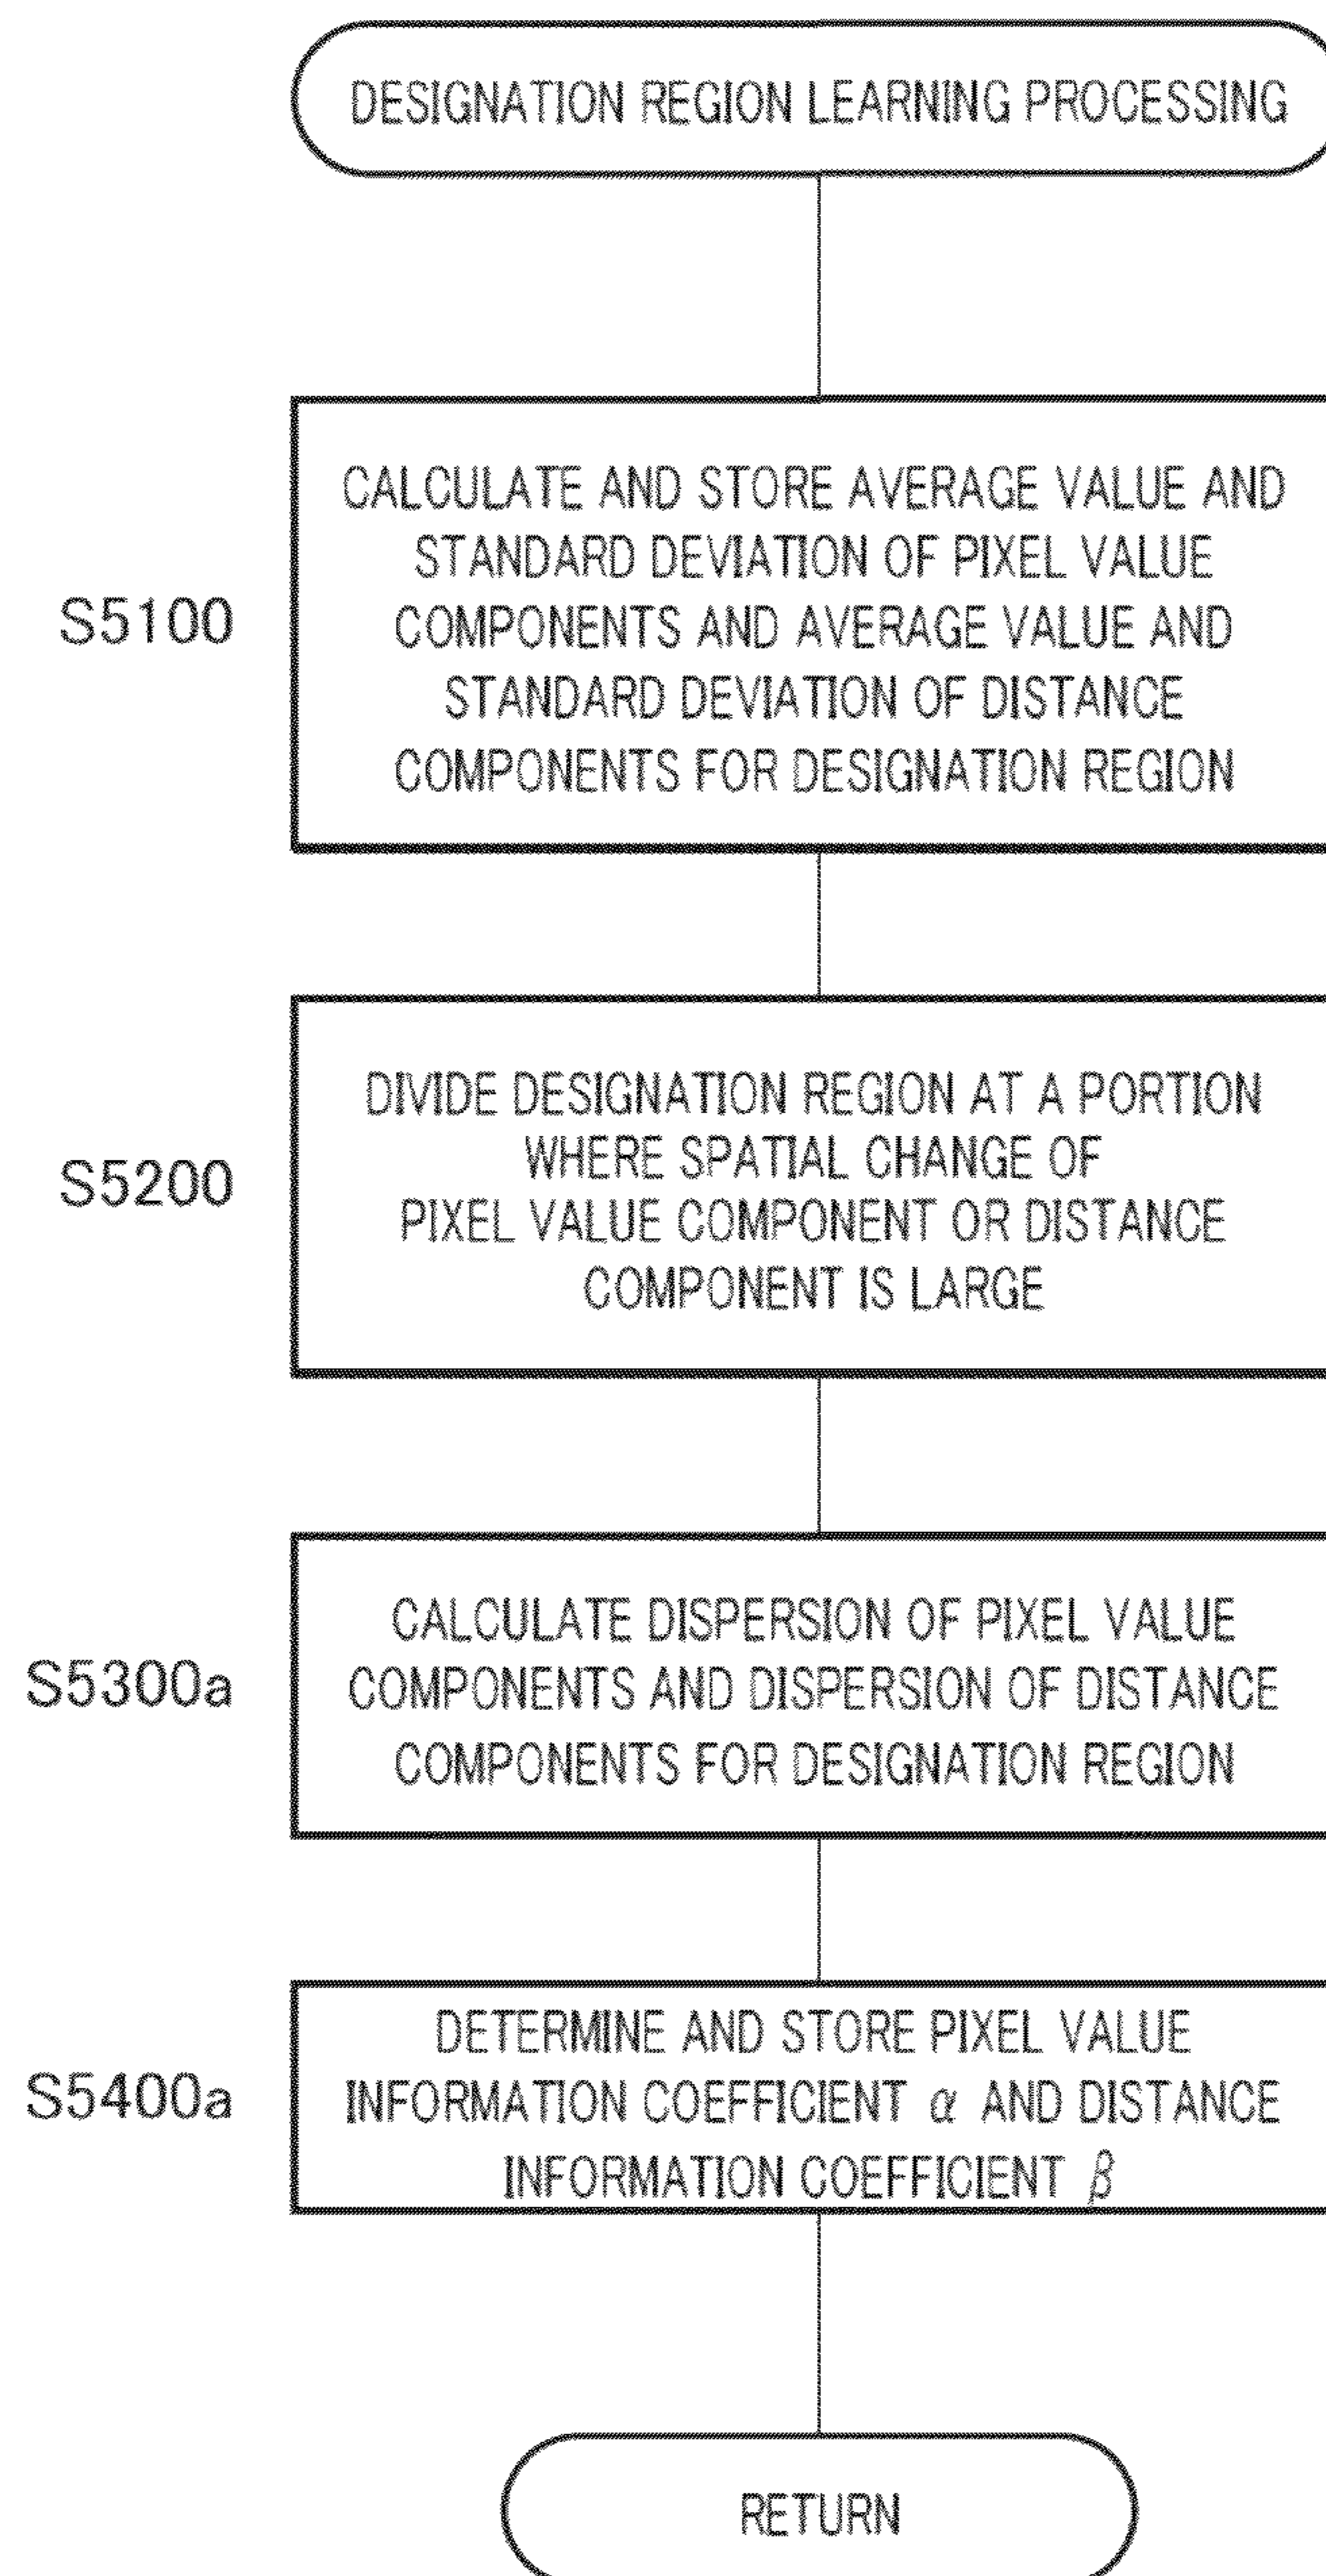 DESIGNATION REGION LEARNING PROCESSING
S5100
CALCULATE AND STORE AVERAGE VALUE AND
STANDARD DEVIATION OF PIXEL VALUE
COMPONENTS AND AVERAGE VALUE AND
STANDARD DEVIATION OF DISTANCE
COMPONENTS FOR DESIGNATION REGION
S5200
DIVIDE DESIGNATION REGION AT A PORTION
WHERE SPATIAL CHANGE OF
PIXEL VALUE COMPONENT OR DISTANCE
COMPONENT IS LARGE
S5300a
CALCULATE DISPERSION OF PIXEL VALUE
COMPONENTS AND DISPERSION OF DISTANCE
COMPONENTS FOR DESIGNATION REGION
S5400a
DETERMINE AND STORE PIXEL VALUE
INFORMATION COEFFICIENT α AND DISTANCE
INFORMATION COEFFICIENT β
RETURN